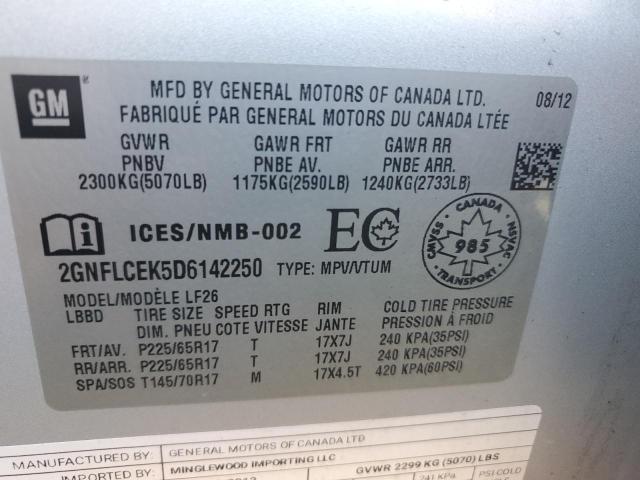 GM
MFD BY GENERAL MOTORS OF CANADA LTD. 08/12
FABRIQUÉ PAR GENERAL MOTORS DU CANADA LTÉE
GVWR GAWR FRT GAWR RR
PNBV PNBE AV. PNBE ARR.
2300KG(5070LB) 1175KG(2590LB) 1240KG(2733LB)
ICES/NMB-002 EC
CANADA
CMVSS 985 NSVAC
TRANSPORT
2GNFLCEK5D6142250 TYPE: MPV/VTUM
MODEL/MODÈLE LF26
LBBD TIRE SIZE SPEED RTG RIM COLD TIRE PRESSURE
DIM. PNEU COTE VITESSE JANTE PRESSION À FROID
FRT/AV. P225/65R17 T 17X7J 240 KPA(35PSI)
RR/ARR. P225/65R17 T 17X7J 240 KPA(35PSI)
SPA/SOS T145/70R17 M 17X4.5T 420 KPA(60PSI)
MANUFACTURED BY: GENERAL MOTORS OF CANADA LTD
IMPORTED BY: MINGLEWOOD IMPORTING LLC GVWR 2299 KG (5070) LBS
PSI COLD